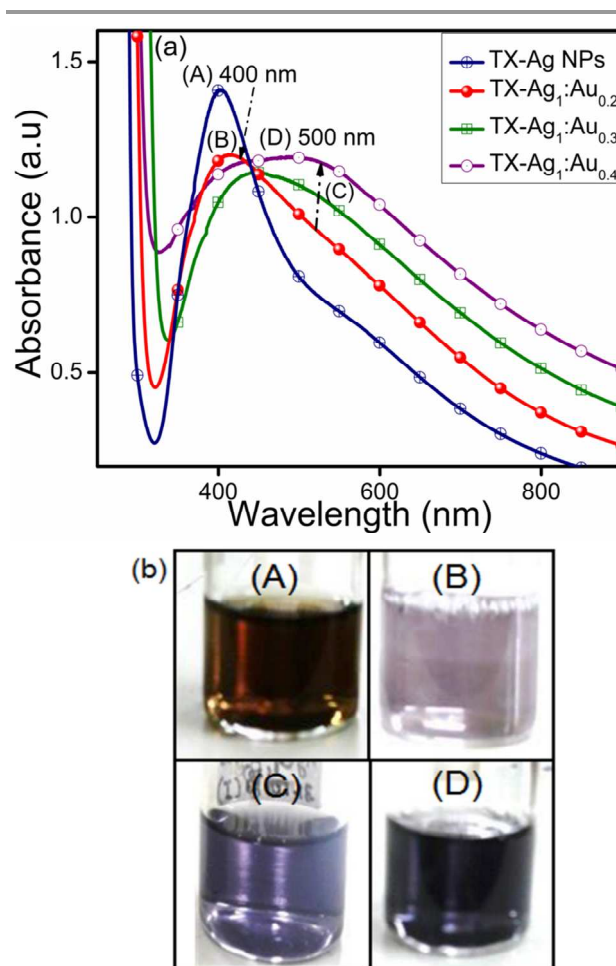 (a)
1.5
1.0
0.5
Absorbance (a.u)
(A) 400 nm
(B)
(D) 500 nm
(C)
TX-Ag NPs
TX-Ag₁:Au₀.₂
TX-Ag₁:Au₀.₃
TX-Ag₁:Au₀.₄
400
600
800
Wavelength (nm)
(b)
(A)
(B)
(C)
(D)